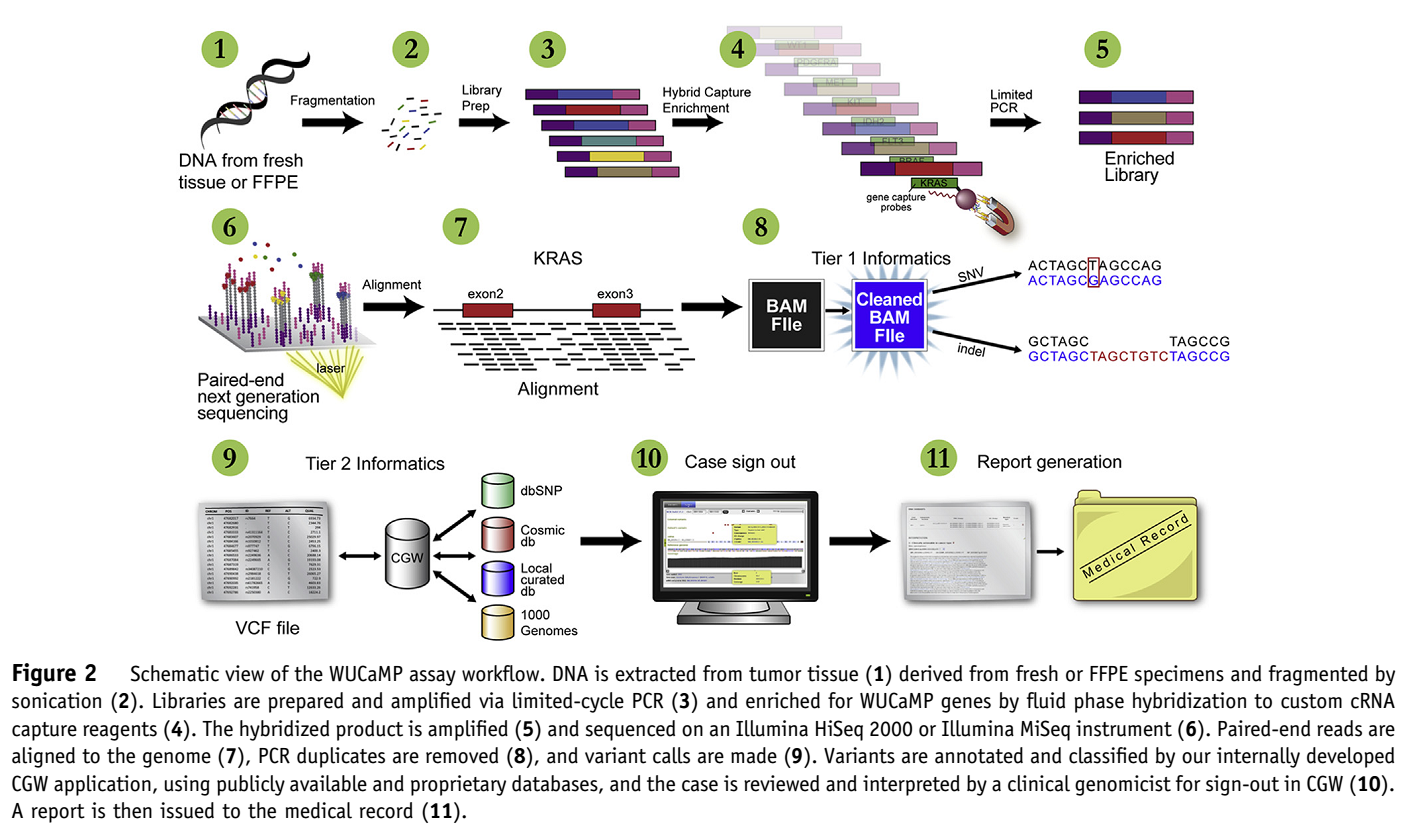 1
2
3
4
5
Fragmentation
Library
Prep
Hybrid Capture
Enrichment
WT1
PDGFRA
MET
KIT
IDH2
FLT3
BRAF
KRAS
gene capture
probes
Limited
PCR
DNA from fresh
tissue or FFPE
Enriched
Library
6
7
8
Alignment
KRAS
exon2
exon3
Alignment
laser
Paired-end
next generation
sequencing
Tier 1 Informatics
BAM
FIle
Cleaned
BAM
FIle
SNV
ACTAGCTAGCCAG
ACTAGCGAGCCAG
indel
GCTAGC TAGCCG
GCTAGCTAGCTGTCTAGCCG
9
Tier 2 Informatics
VCF file
CGW
dbSNP
Cosmic
db
Local
curated
db
1000
Genomes
10
Case sign out
11
Report generation
Medical Record
Figure 2 Schematic view of the WUCaMP assay workflow. DNA is extracted from tumor tissue (1) derived from fresh or FFPE specimens and fragmented by
sonication (2). Libraries are prepared and amplified via limited-cycle PCR (3) and enriched for WUCaMP genes by fluid phase hybridization to custom cRNA
capture reagents (4). The hybridized product is amplified (5) and sequenced on an Illumina HiSeq 2000 or Illumina MiSeq instrument (6). Paired-end reads are
aligned to the genome (7), PCR duplicates are removed (8), and variant calls are made (9). Variants are annotated and classified by our internally developed
CGW application, using publicly available and proprietary databases, and the case is reviewed and interpreted by a clinical genomicist for sign-out in CGW (10).
A report is then issued to the medical record (11).